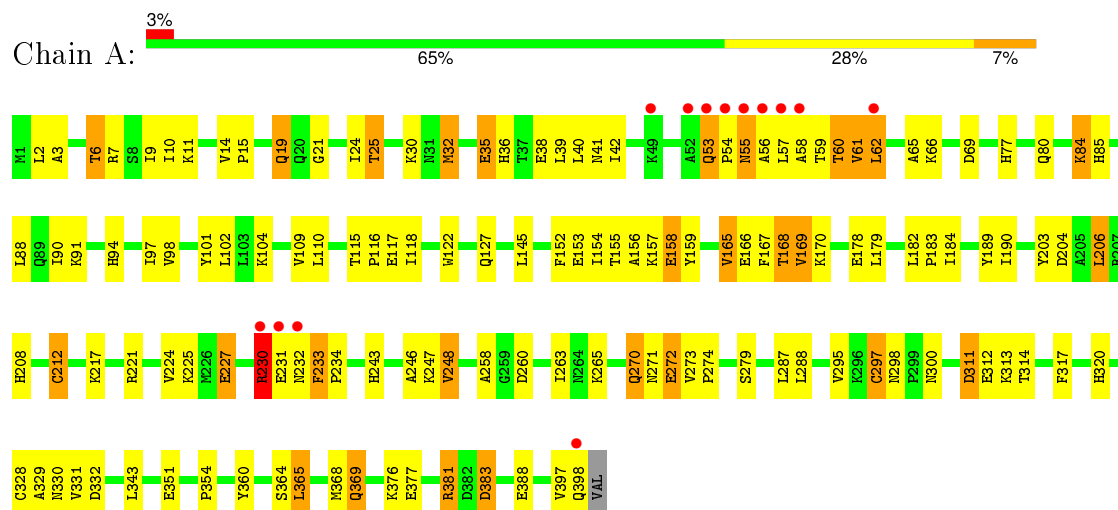 3%
Chain A:
65% 28% 7%
M1 L2 A3 T6 R7 S8 I9 I10 K11 V14 P15 Q19 Q20 G21 I24 T25 K30 N31 M32 E35 H36 T37 E38 L39 L40 N41 I42 K49 A52 Q53 P54 N55 A56 L57 A58 T59 T60 V61 L62 A65 K66 D69 H77 Q80 K84 H85
L88 Q89 I90 K91 H94 I97 V98 Y101 L102 L103 K104 V109 L110 T115 P116 E117 I118 W122 Q127 L145 F152 E153 I154 T155 A156 K157 E158 Y159 V165 E166 F167 T168 V169 K170 E178 L179 L182 P183 I184 Y189 I190 Y203 D204 A205 L206
H208 C212 K217 R221 V224 K225 M226 E227 R230 E231 N232 F233 P234 H243 A246 K247 V248 A258 G259 D260 I263 N264 K265 Q270 N271 E272 V273 P274 S279 L287 L288 V295 K296 C297 N298 P299 N300 D311 E312 K313 T314 F317 H320
C328 A329 N330 V331 D332 L343 E351 P354 Y360 S364 L365 M368 Q369 K376 E377 R381 D382 D383 E388 V397 Q398 VAL